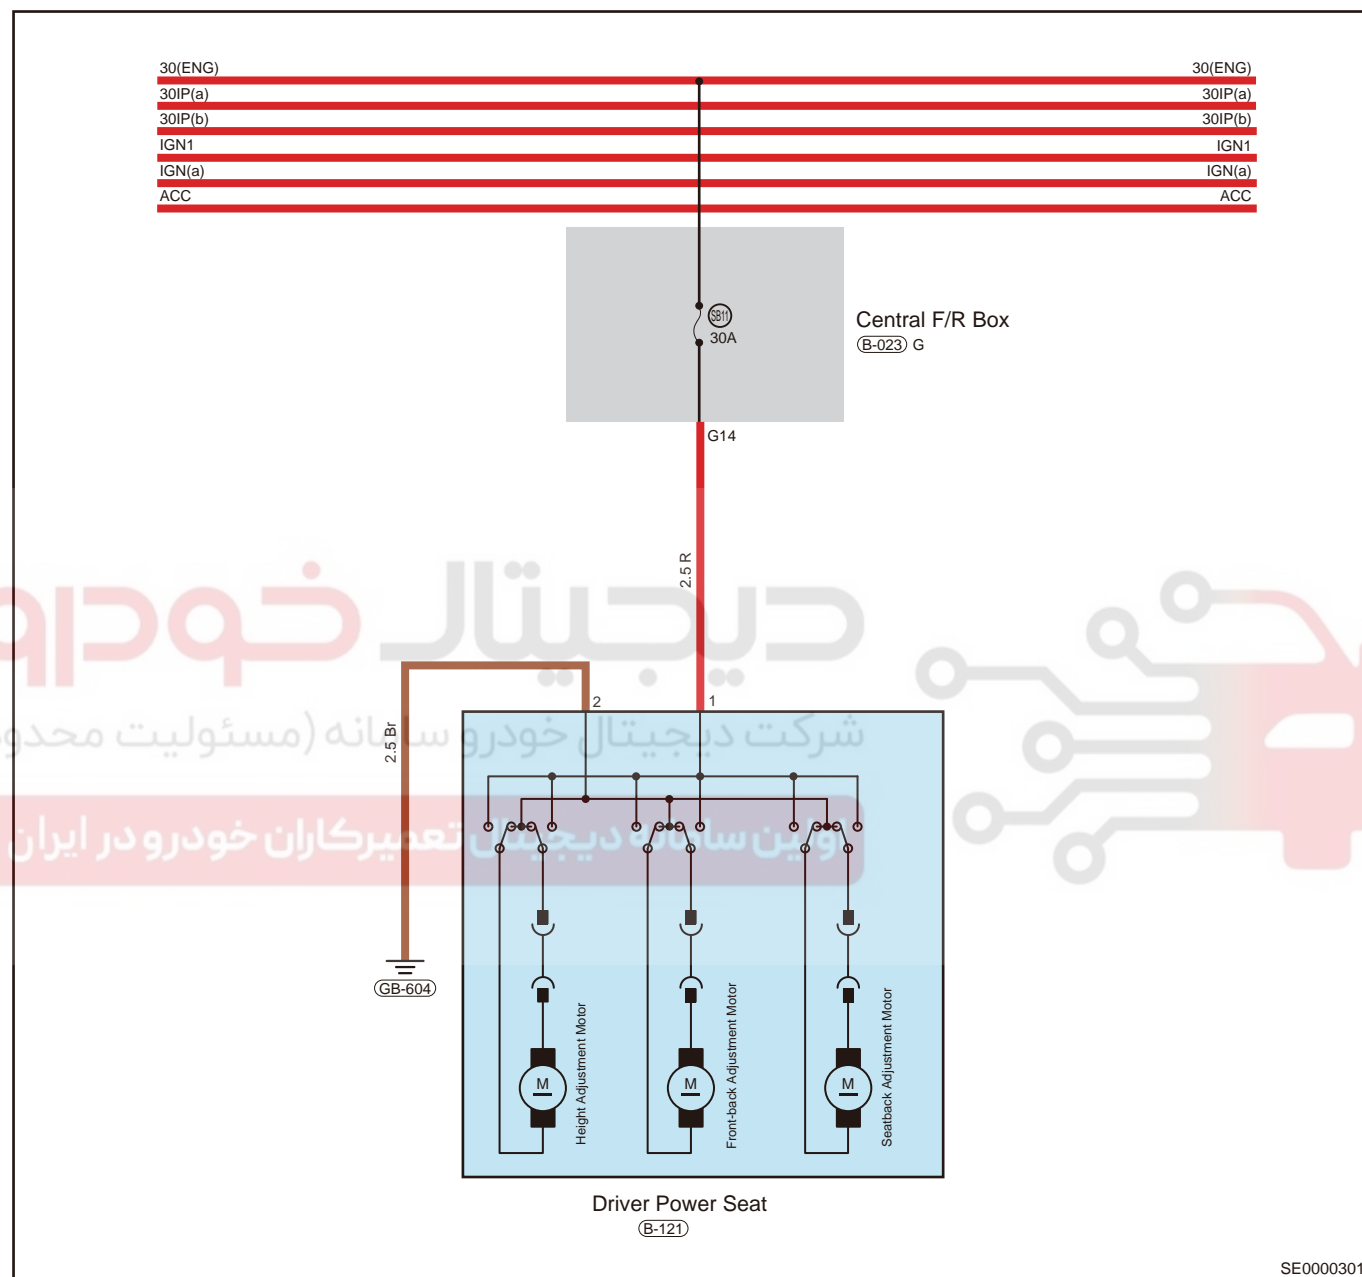 30(ENG) 30(ENG)
30IP(a) 30IP(a)
30IP(b) 30IP(b)
IGN1 IGN1
IGN(a) IGN(a)
ACC ACC
SB11
30A
Central F/R Box
B-023 G
G14
2.5 R
دیجیتال خودرو
2 1
شرکت دیجیتال خودرو سامانه (مسئولیت محدود
2.5 Br
اولین سامانه دیجیتال تعمیرکاران خودرو در ایران
GB-604
M Height Adjustment Motor
M Front-back Adjustment Motor
M Seatback Adjustment Motor
Driver Power Seat
B-121
SE0000301